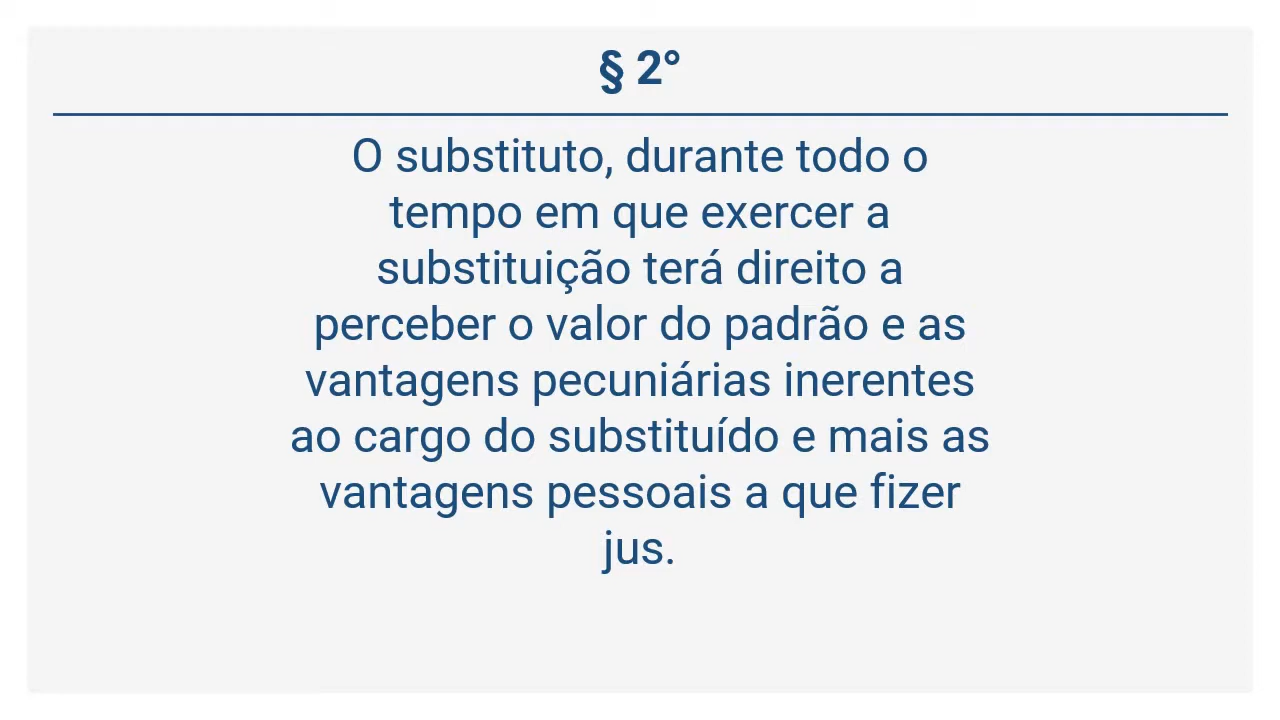 § 2°
O substituto, durante todo o
tempo em que exercer a
substituição terá direito a
perceber o valor do padrão e as
vantagens pecuniárias inerentes
ao cargo do substituído e mais as
vantagens pessoais a que fizer
jus.